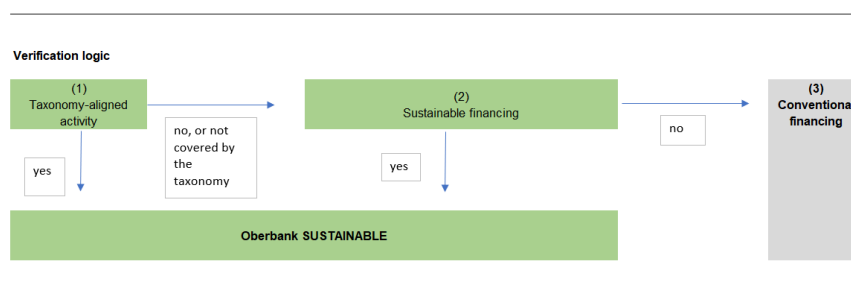 Verification logic
(1)
Taxonomy-aligned
activity
(2)
Sustainable financing
(3)
Conventiona
financing
no, or not
covered by
the
taxonomy
no
yes
yes
Oberbank SUSTAINABLE